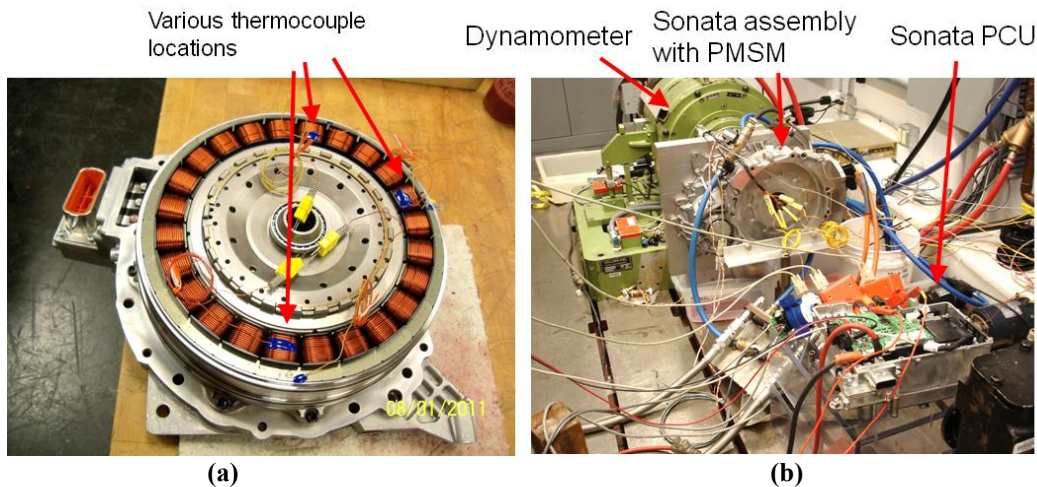 Various thermocouple
locations
Dynamometer
Sonata assembly
with PMSM
Sonata PCU
08/01/2011
(a)
(b)